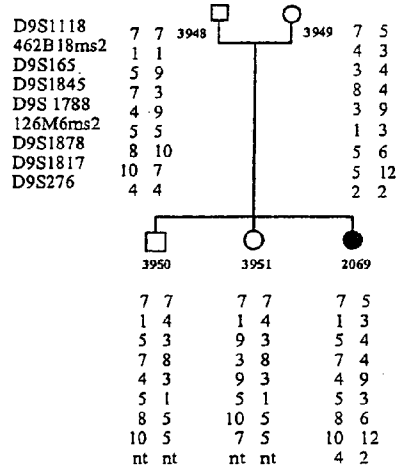 D9S1118 7 7 3948 3949 7 5
462B18ms2 1 1 4 3
D9S165 5 9 3 4
D9S1845 7 3 8 4
D9S 1788 4 9 3 9
126M6ms2 5 5 1 3
D9S1878 8 10 5 6
D9S1817 10 7 5 12
D9S276 4 4 2 2
3950 3951 2069
7 7 7 7 7 5
1 4 1 4 1 3
5 3 9 3 5 4
7 8 3 8 7 4
4 3 9 3 4 9
5 1 5 1 5 3
8 5 10 5 8 6
10 5 7 5 10 12
nt nt nt nt 4 2